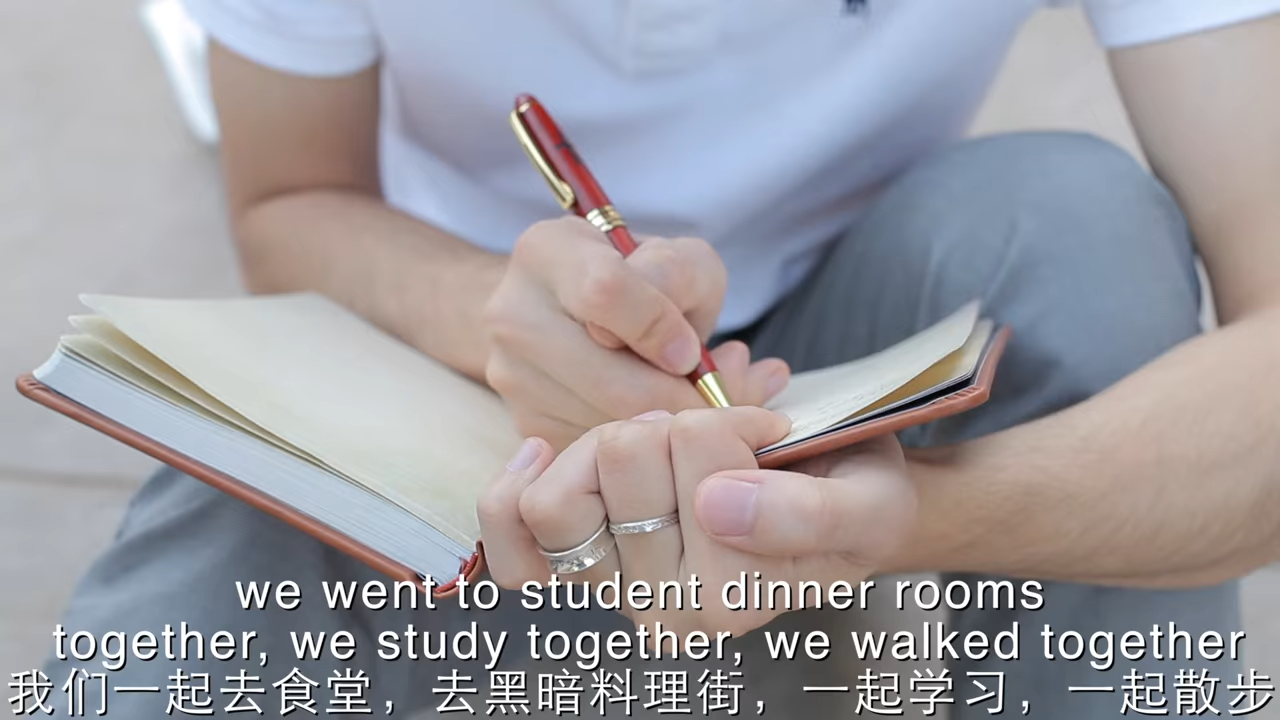 we went to student dinner rooms
together, we study together, we walked together
我们一起去食堂，去黑暗料理街，一起学习，一起散步